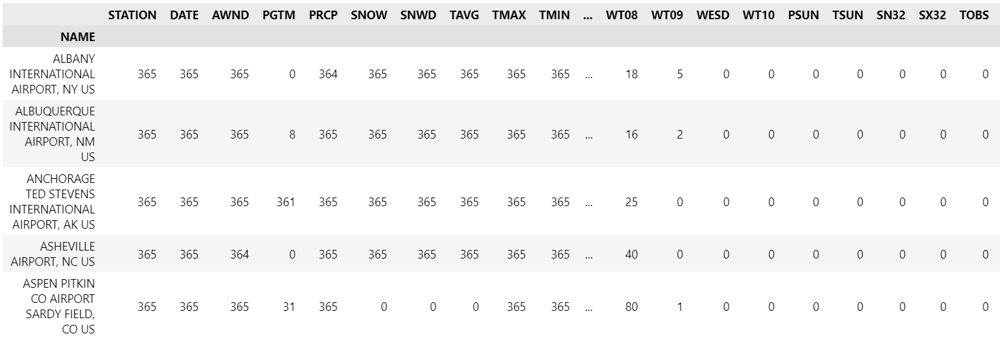 STATION DATE AWND PGTM PRCP SNOW SNWD TAVG TMAX TMIN ... WT08 WT09 WESD WT10 PSUN TSUN SN32 SX32 TOBS
NAME
ALBANY
INTERNATIONAL
AIRPORT, NY US
365 365 365 0 364 365 365 365 365 365 ... 18 5 0 0 0 0 0 0 0
ALBUQUERQUE
INTERNATIONAL
AIRPORT, NM
US
365 365 365 8 365 365 365 365 365 365 ... 16 2 0 0 0 0 0 0 0
ANCHORAGE
TED STEVENS
INTERNATIONAL
AIRPORT, AK US
365 365 365 361 365 365 365 365 365 365 ... 25 0 0 0 0 0 0 0 0
ASHEVILLE
AIRPORT, NC US
365 365 364 0 365 365 365 365 365 365 ... 40 0 0 0 0 0 0 0 0
ASPEN PITKIN
CO AIRPORT
SARDY FIELD,
CO US
365 365 365 31 365 0 0 0 365 365 ... 80 1 0 0 0 0 0 0 0